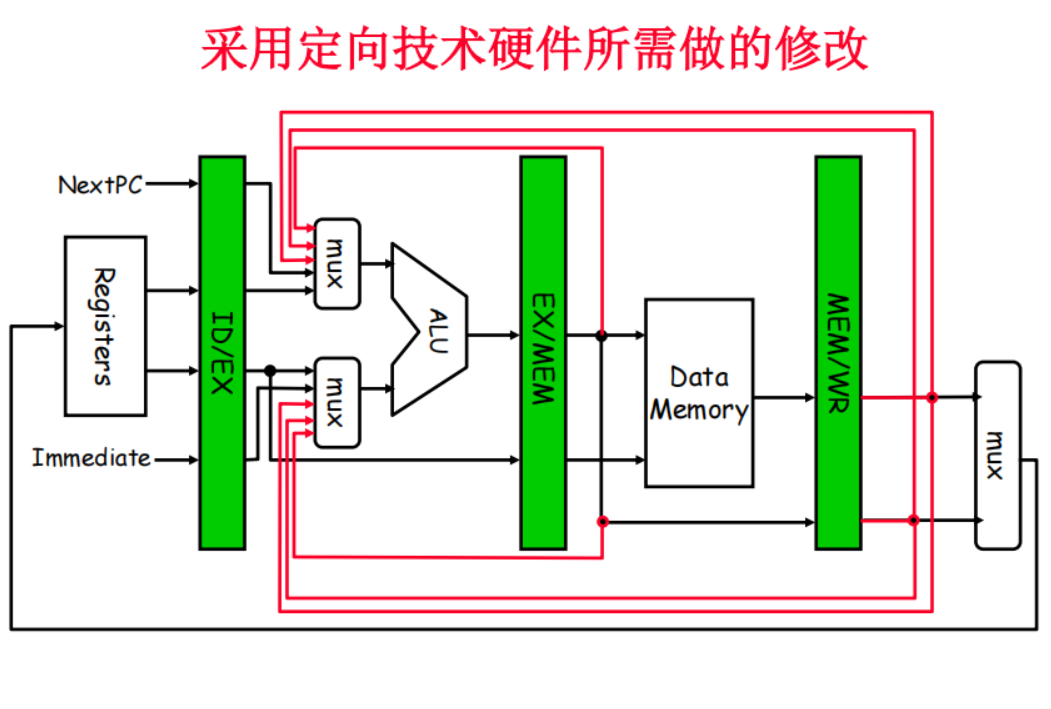 采用定向技术硬件所需做的修改
NextPC
Registers
Immediate
ID/EX
mux
mux
ALU
EX/MEM
Data
Memory
MEM/WR
mux